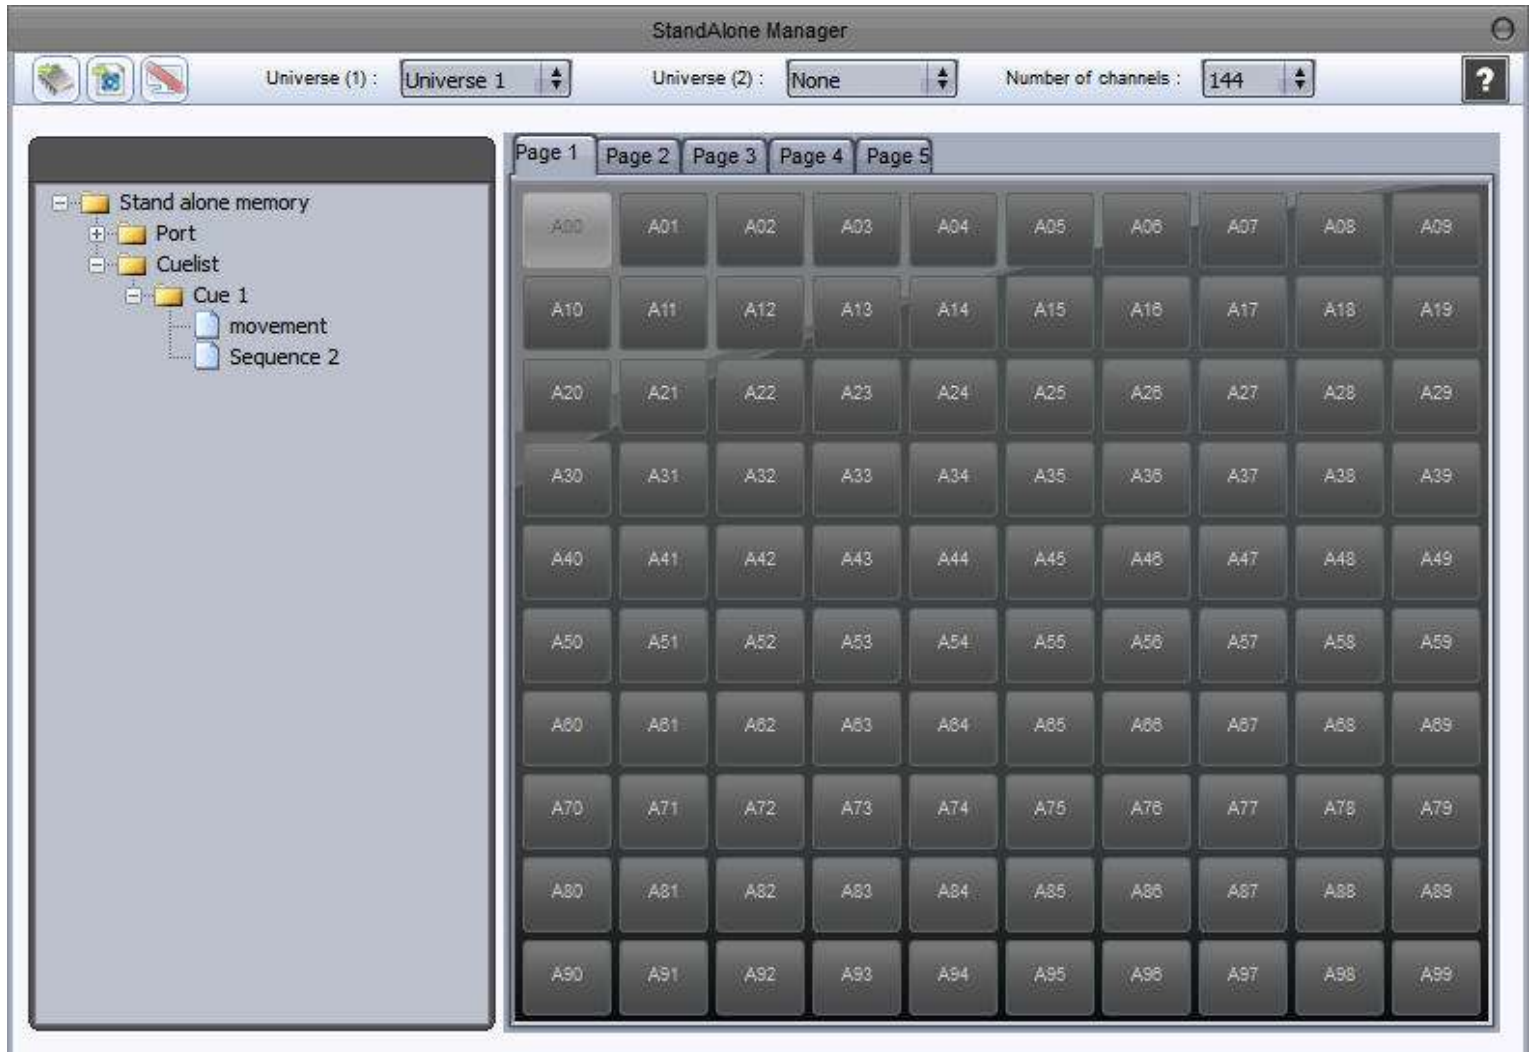 StandAlone Manager
Universe (1) : Universe 1 Universe (2) : None Number of channels : 144 ?
Page 1 Page 2 Page 3 Page 4 Page 5
Stand alone memory
Port
Cuelist
Cue 1
movement
Sequence 2
A00 A01 A02 A03 A04 A05 A06 A07 A08 A09
A10 A11 A12 A13 A14 A15 A16 A17 A18 A19
A20 A21 A22 A23 A24 A25 A26 A27 A28 A29
A30 A31 A32 A33 A34 A35 A36 A37 A38 A39
A40 A41 A42 A43 A44 A45 A46 A47 A48 A49
A50 A51 A52 A53 A54 A55 A56 A57 A58 A59
A60 A61 A62 A63 A64 A65 A66 A67 A68 A69
A70 A71 A72 A73 A74 A75 A76 A77 A78 A79
A80 A81 A82 A83 A84 A85 A86 A87 A88 A89
A90 A91 A92 A93 A94 A95 A96 A97 A98 A99